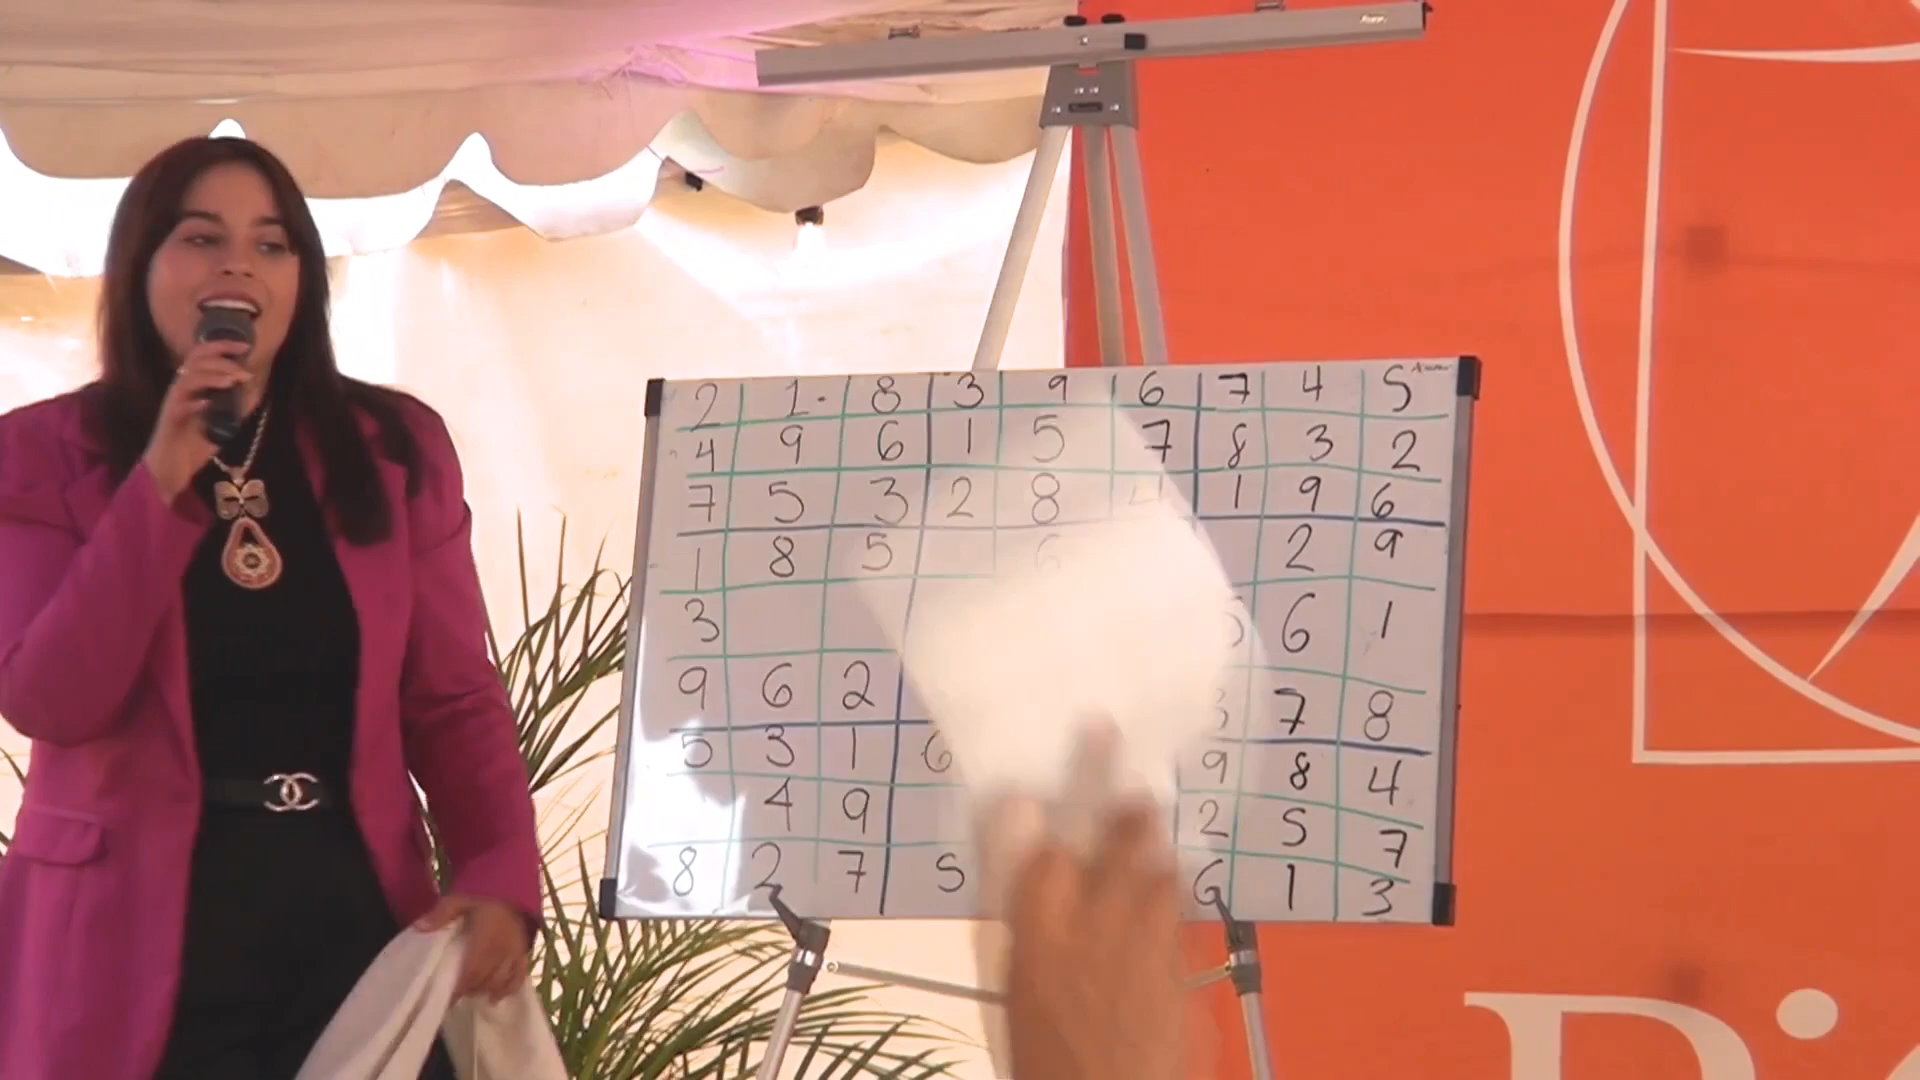 2 1. 8 3 9 6 7 4 5
4 9 6 1 5 7 8 3 2
7 5 3 2 8 4 1 9 6
1 8 5 6 2 9
3 6 1
9 6 2 3 7 8
5 3 1 6 9 8 4
4 9 2 5 7
8 2 7 5 6 1 3